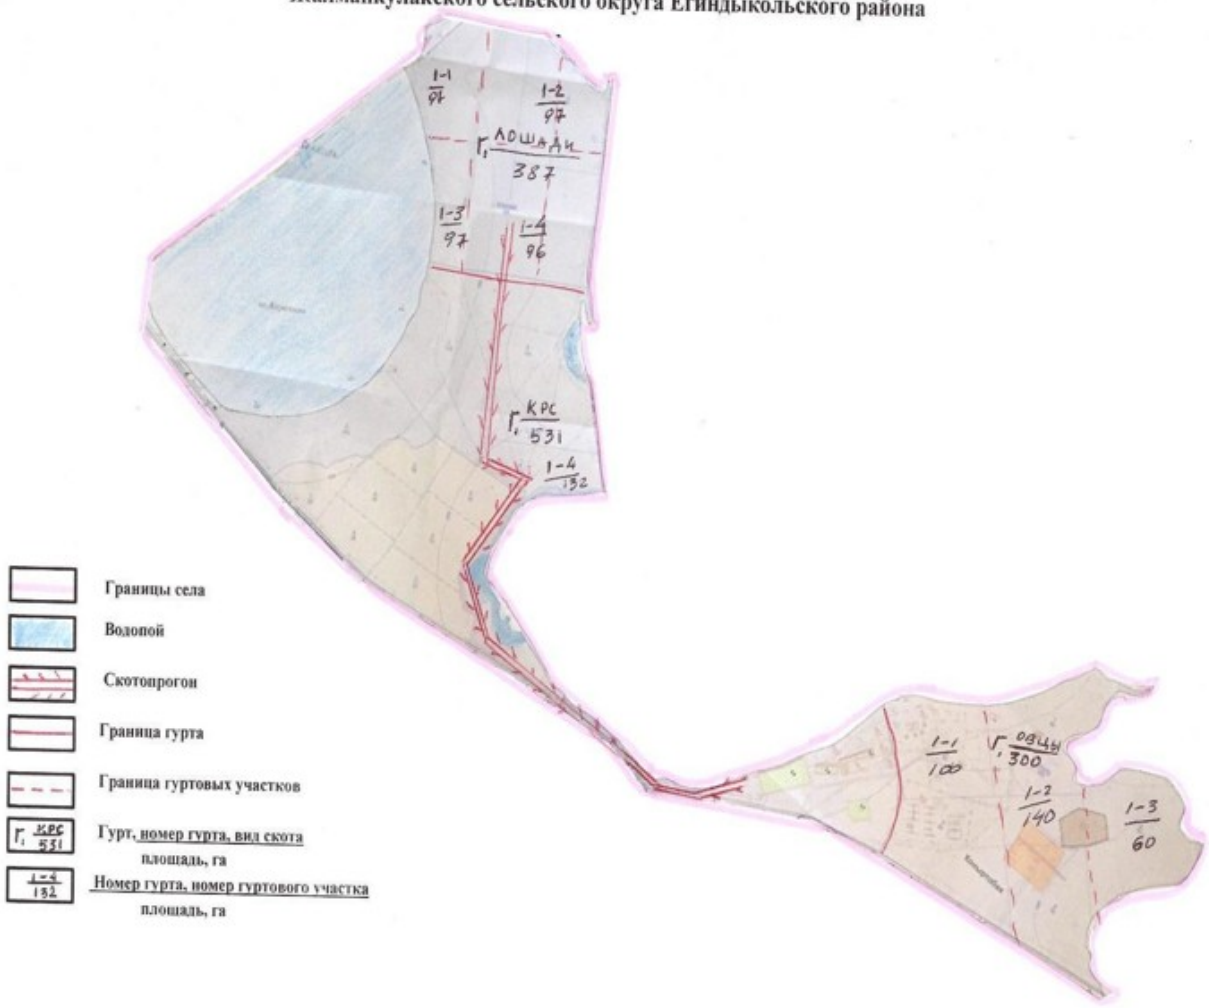 сельского округа Егиндыкольского района
1-1
97
1-2
97
Г₁ ЛОШАДИ
387
1-3
97
1-4
96
Г₁ КРС
531
1-4
132
Границы села
Водопой
Скотопрогон
Граница гурта
Граница гуртовых участков
Г₁ КРС
531
Гурт, номер гурта, вид скота
площадь, га
1-4
132
Номер гурта, номер гуртового участка
площадь, га
1-1
100
Г₁ ОВЦЫ
300
1-2
140
1-3
60